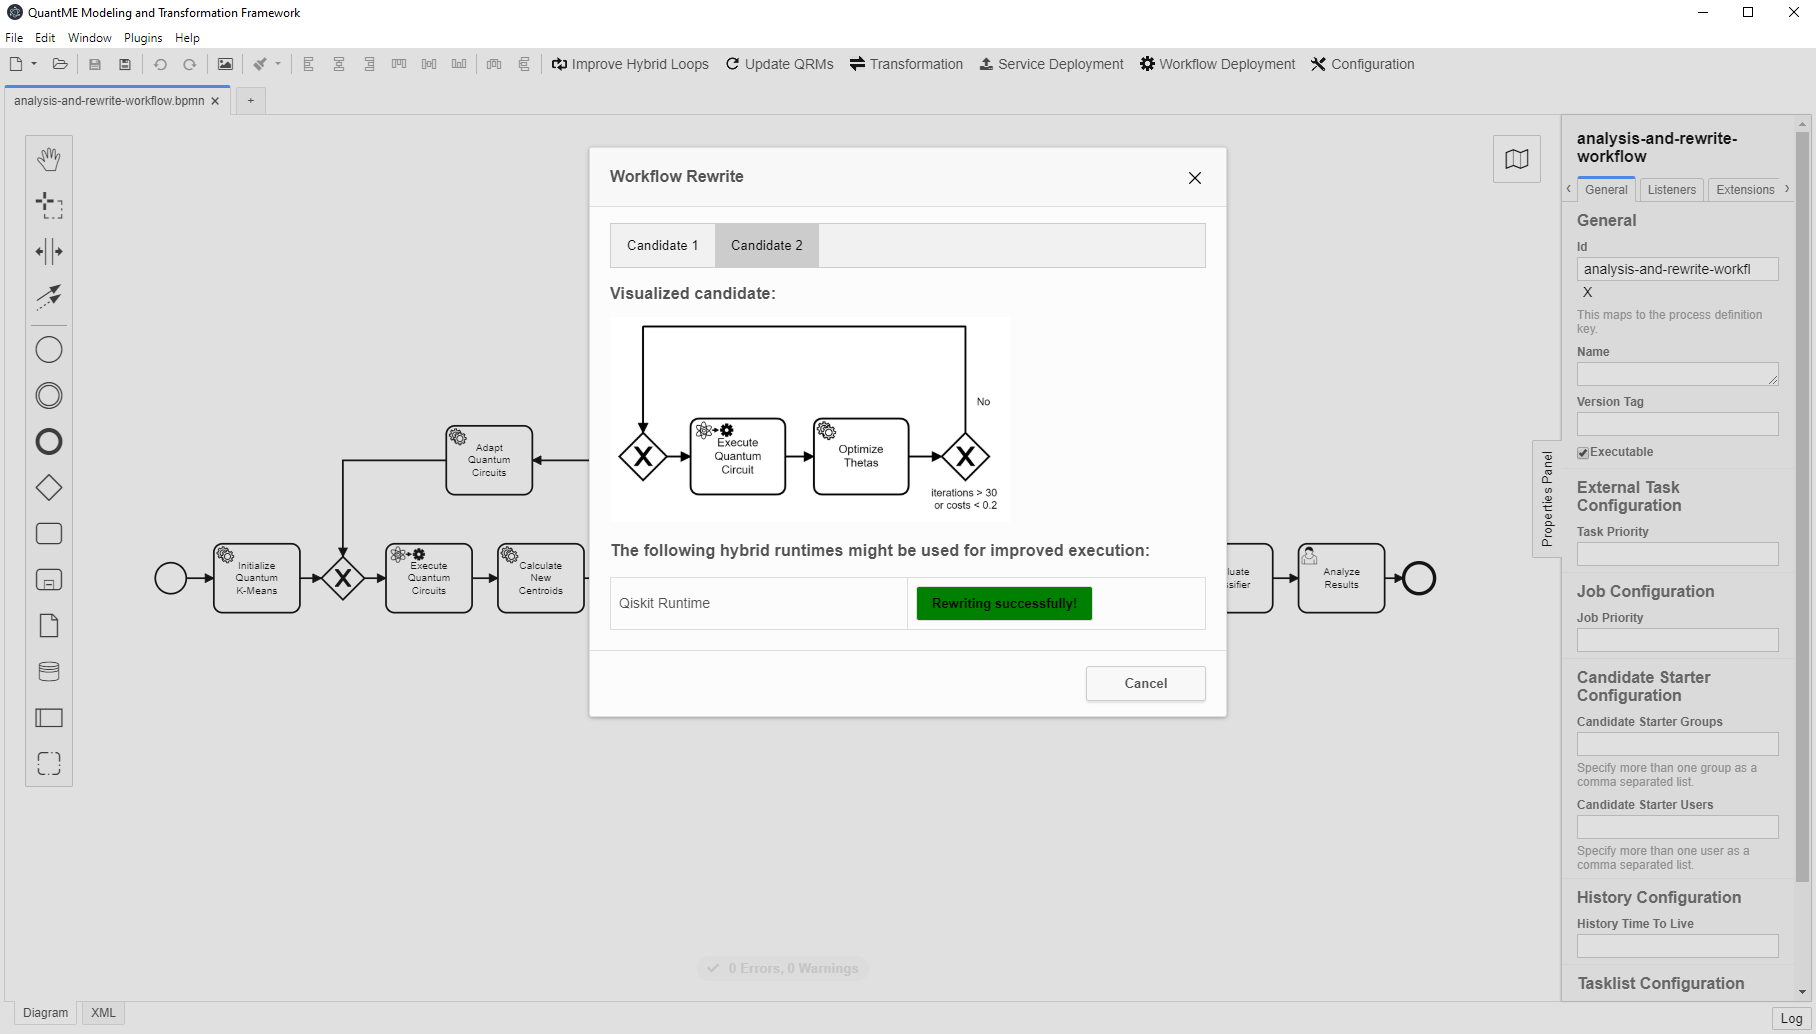 QuantME Modeling and Transformation Framework
File Edit Window Plugins Help
Improve Hybrid Loops Update QRMs Transformation Service Deployment Workflow Deployment Configuration
analysis-and-rewrite-workflow.bpmn
+
Adapt
Quantum
Circuits
Initialize
Quantum
K-Means
X
Execute
Quantum
Circuits
Calculate
New
Centroids
Workflow Rewrite
Candidate 1 Candidate 2
Visualized candidate:
No
X
Execute
Quantum
Circuit
Optimize
Thetas
X
iterations > 30
or costs < 0.2
The following hybrid runtimes might be used for improved execution:
Qiskit Runtime
Rewriting successfully!
Cancel
luate
sifier
Analyze
Results
0 Errors, 0 Warnings
Properties Panel
analysis-and-rewrite-
workflow
General Listeners Extensions
General
Id
analysis-and-rewrite-workfl
X
This maps to the process definition
key.
Name
Version Tag
Executable
External Task
Configuration
Task Priority
Job Configuration
Job Priority
Candidate Starter
Configuration
Candidate Starter Groups
Specify more than one group as a
comma separated list.
Candidate Starter Users
Specify more than one user as a
comma separated list.
History Configuration
History Time To Live
Tasklist Configuration
Diagram XML
Log